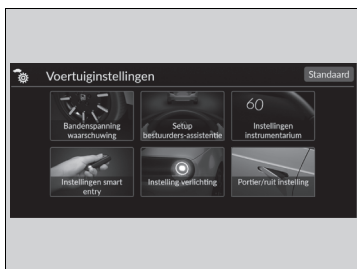 Voertuiginstellingen
Standaard
Bandenspanning
waarschuwing
Setup
bestuurders-assistentie
60
Instellingen
instrumentarium
Instellingen smart
entry
Instelling verlichting
Portier/ruit instelling